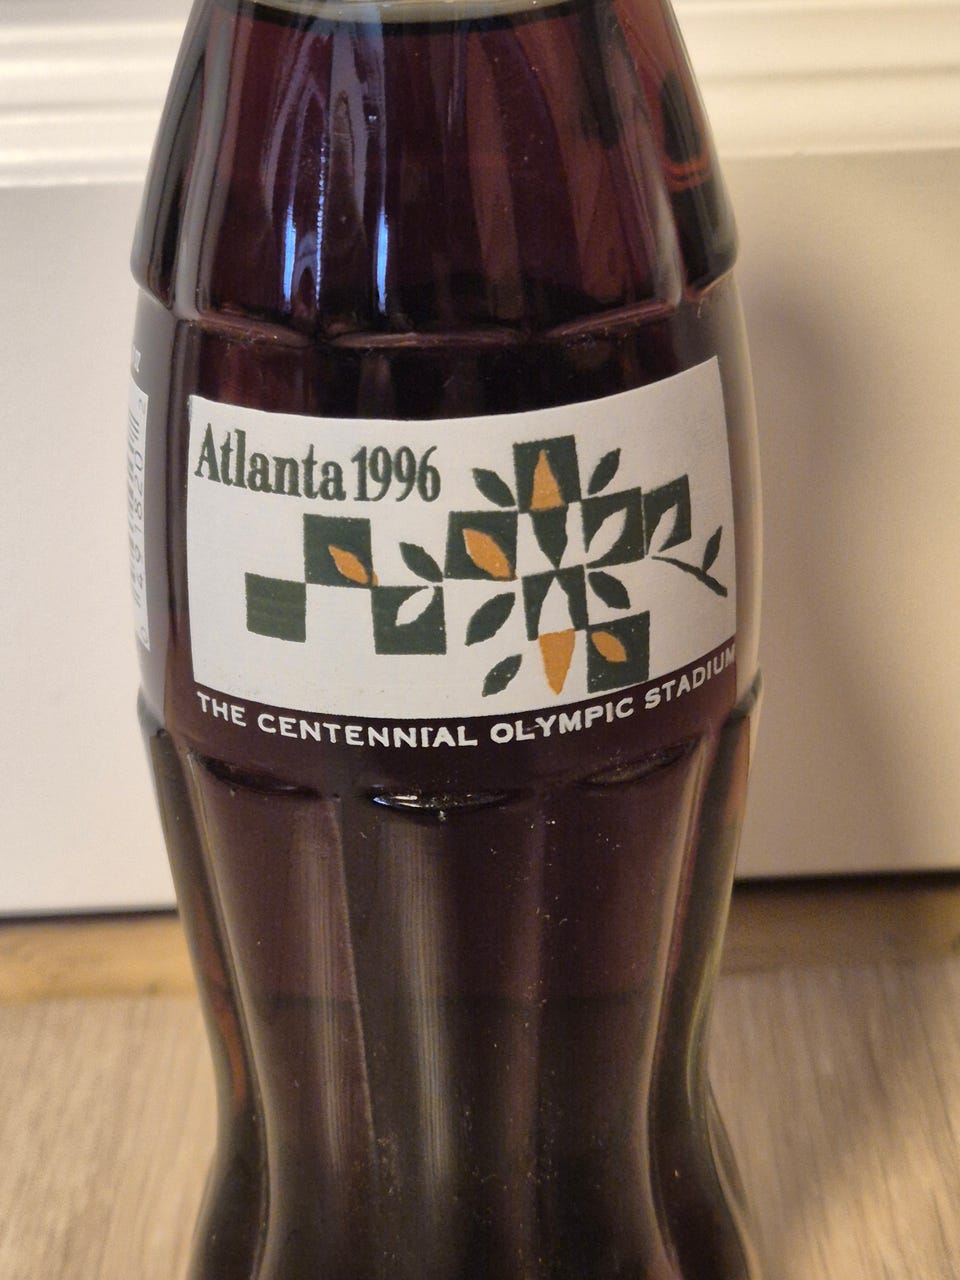 Atlanta 1996
THE CENTENNIAL OLYMPIC STADIUM